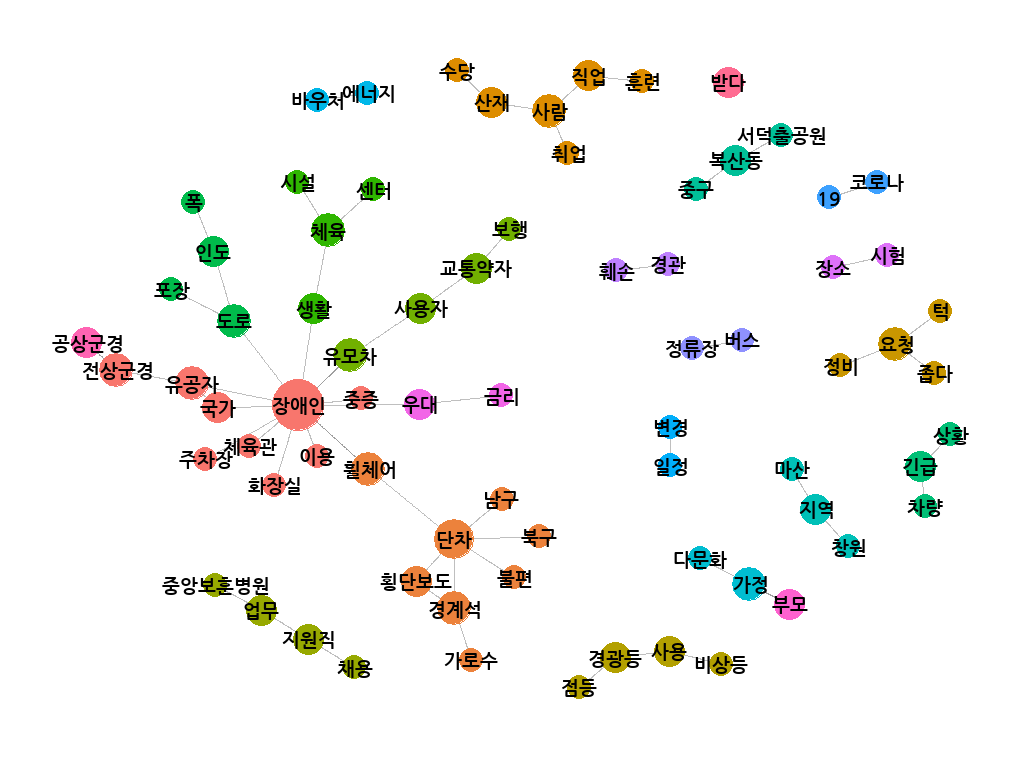 수당
직업
훈련
받다
바우처
에너지
산재
사람
취업
서덕출공원
복산동
중구
시설
센터
코로나
19
폭
체육
보행
인도
교통약자
훼손
경관
장소
시험
포장
도로
생활
사용자
턱
공상군경
전상군경
유모차
정류장
버스
요청
정비
좁다
유공자
국가
장애인
중증
우대
금리
변경
일정
상황
긴급
차량
주차장
체육관
이용
화장실
휠체어
마산
지역
창원
남구
북구
단차
불편
횡단보도
경계석
가로수
다문화
가정
부모
중앙보훈병원
업무
지원직
채용
점등
경광등
사용
비상등